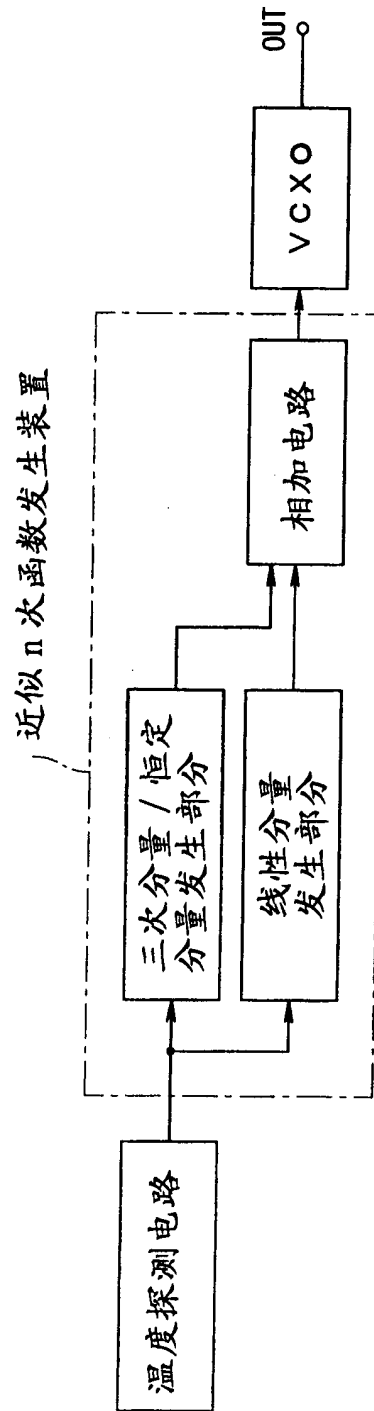 近似 n 次函数发生装置
温度探测电路
三次分量 / 恒定
分量发生部分
线性分量
发生部分
相加电路
VCXO
OUT